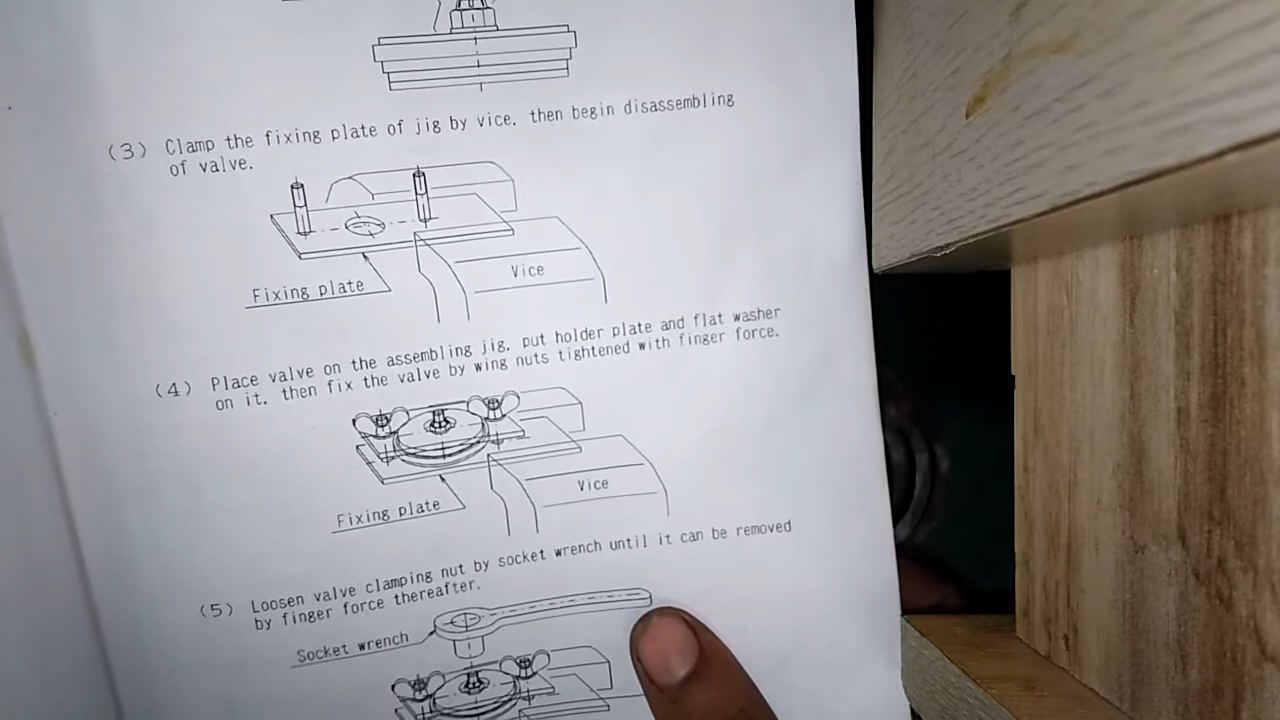 (3) Clamp the fixing plate of jig by vice. then begin disassembling
of valve.
Vice
Fixing plate
(4) Place valve on the assembling jig. put holder plate and flat washer
on it. then fix the valve by wing nuts tightened with finger force.
Vice
Fixing plate
(5) Loosen valve clamping nut by socket wrench until it can be removed
by finger force thereafter.
Socket wrench